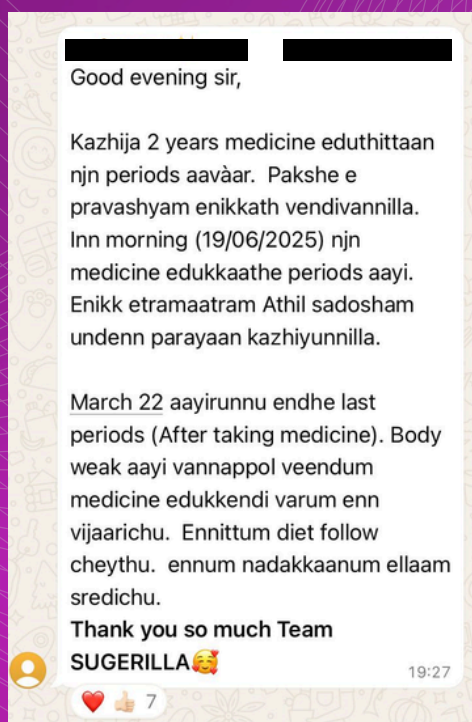 Good evening sir,
Kazhija 2 years medicine eduthittaan
njn periods aavàar. Pakshe e
pravashyam enikkath vendivannilla.
Inn morning (19/06/2025) njn
medicine edukkaathe periods aayi.
Enikk etramaatram Athil sadosham
undenn parayaan kazhiyunnilla.
March 22 aayirunnu endhe last
periods (After taking medicine). Body
weak aayi vannappol veendum
medicine edukkendi varum enn
vijaarichu. Ennittum diet follow
cheythu. ennum nadakkaanum ellaam
sredichu.
Thank you so much Team
SUGERILLA🥰
19:27
❤️ 👍🏼 7